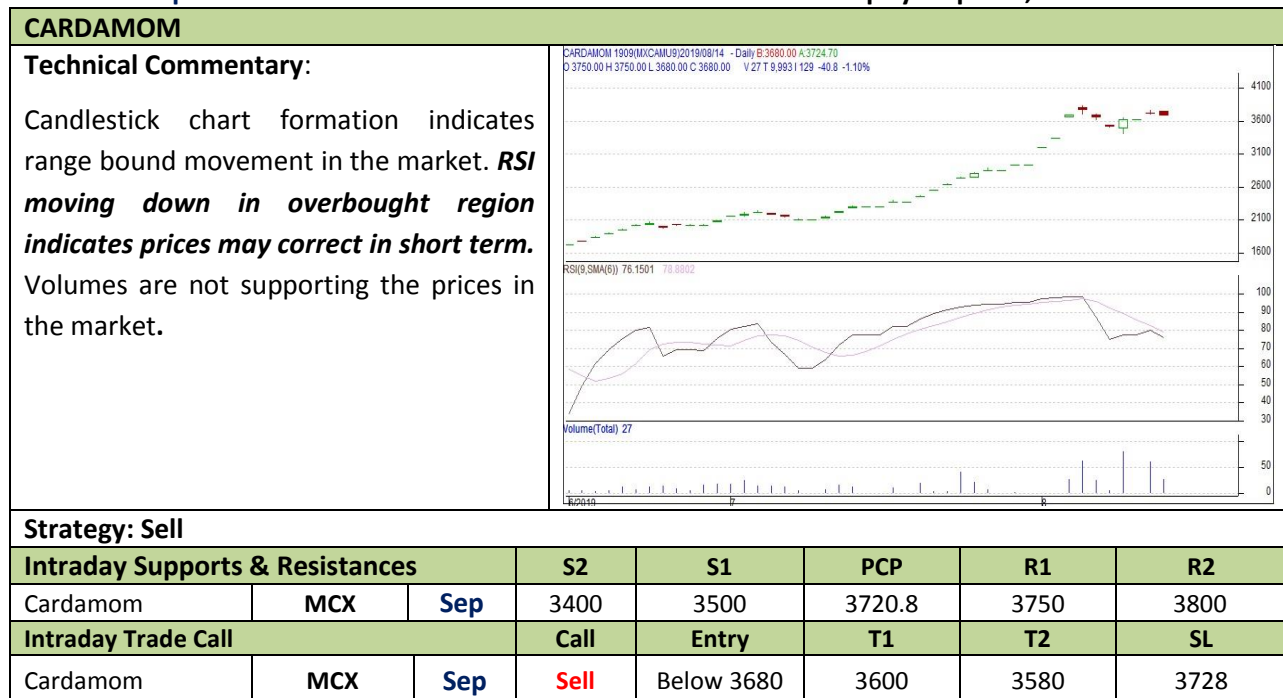 CARDAMOM
Technical Commentary:
Candlestick chart formation indicates
range bound movement in the market. RSI
moving down in overbought region
indicates prices may correct in short term.
Volumes are not supporting the prices in
the market.
CARDAMOM 1909(MXCAMU9)2019/08/14 - Daily B:3680.00 A:3724.70
O 3750.00 H 3750.00 L 3680.00 C 3680.00 V 27 T 9,993 I 129 -40.8 -1.10%
4100
3600
3100
2600
2100
1600
RSI(9,SMA(6)) 76.1501 78.8802
100
90
80
70
60
50
40
30
Volume(Total) 27
50
0
6/2019 7 8
Strategy: Sell
Intraday Supports & Resistances S2 S1 PCP R1 R2
Cardamom MCX Sep 3400 3500 3720.8 3750 3800
Intraday Trade Call Call Entry T1 T2 SL
Cardamom MCX Sep Sell Below 3680 3600 3580 3728